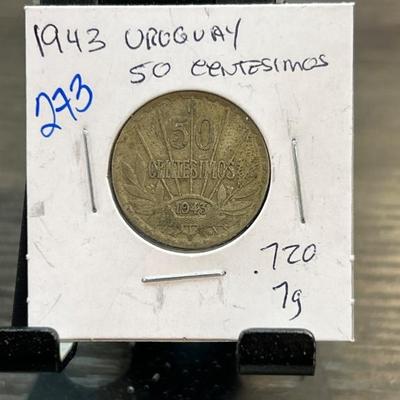 1943 URUGUAY
50 CENTESIMOS
273
50
CENTESIMOS
1943
.720
7g